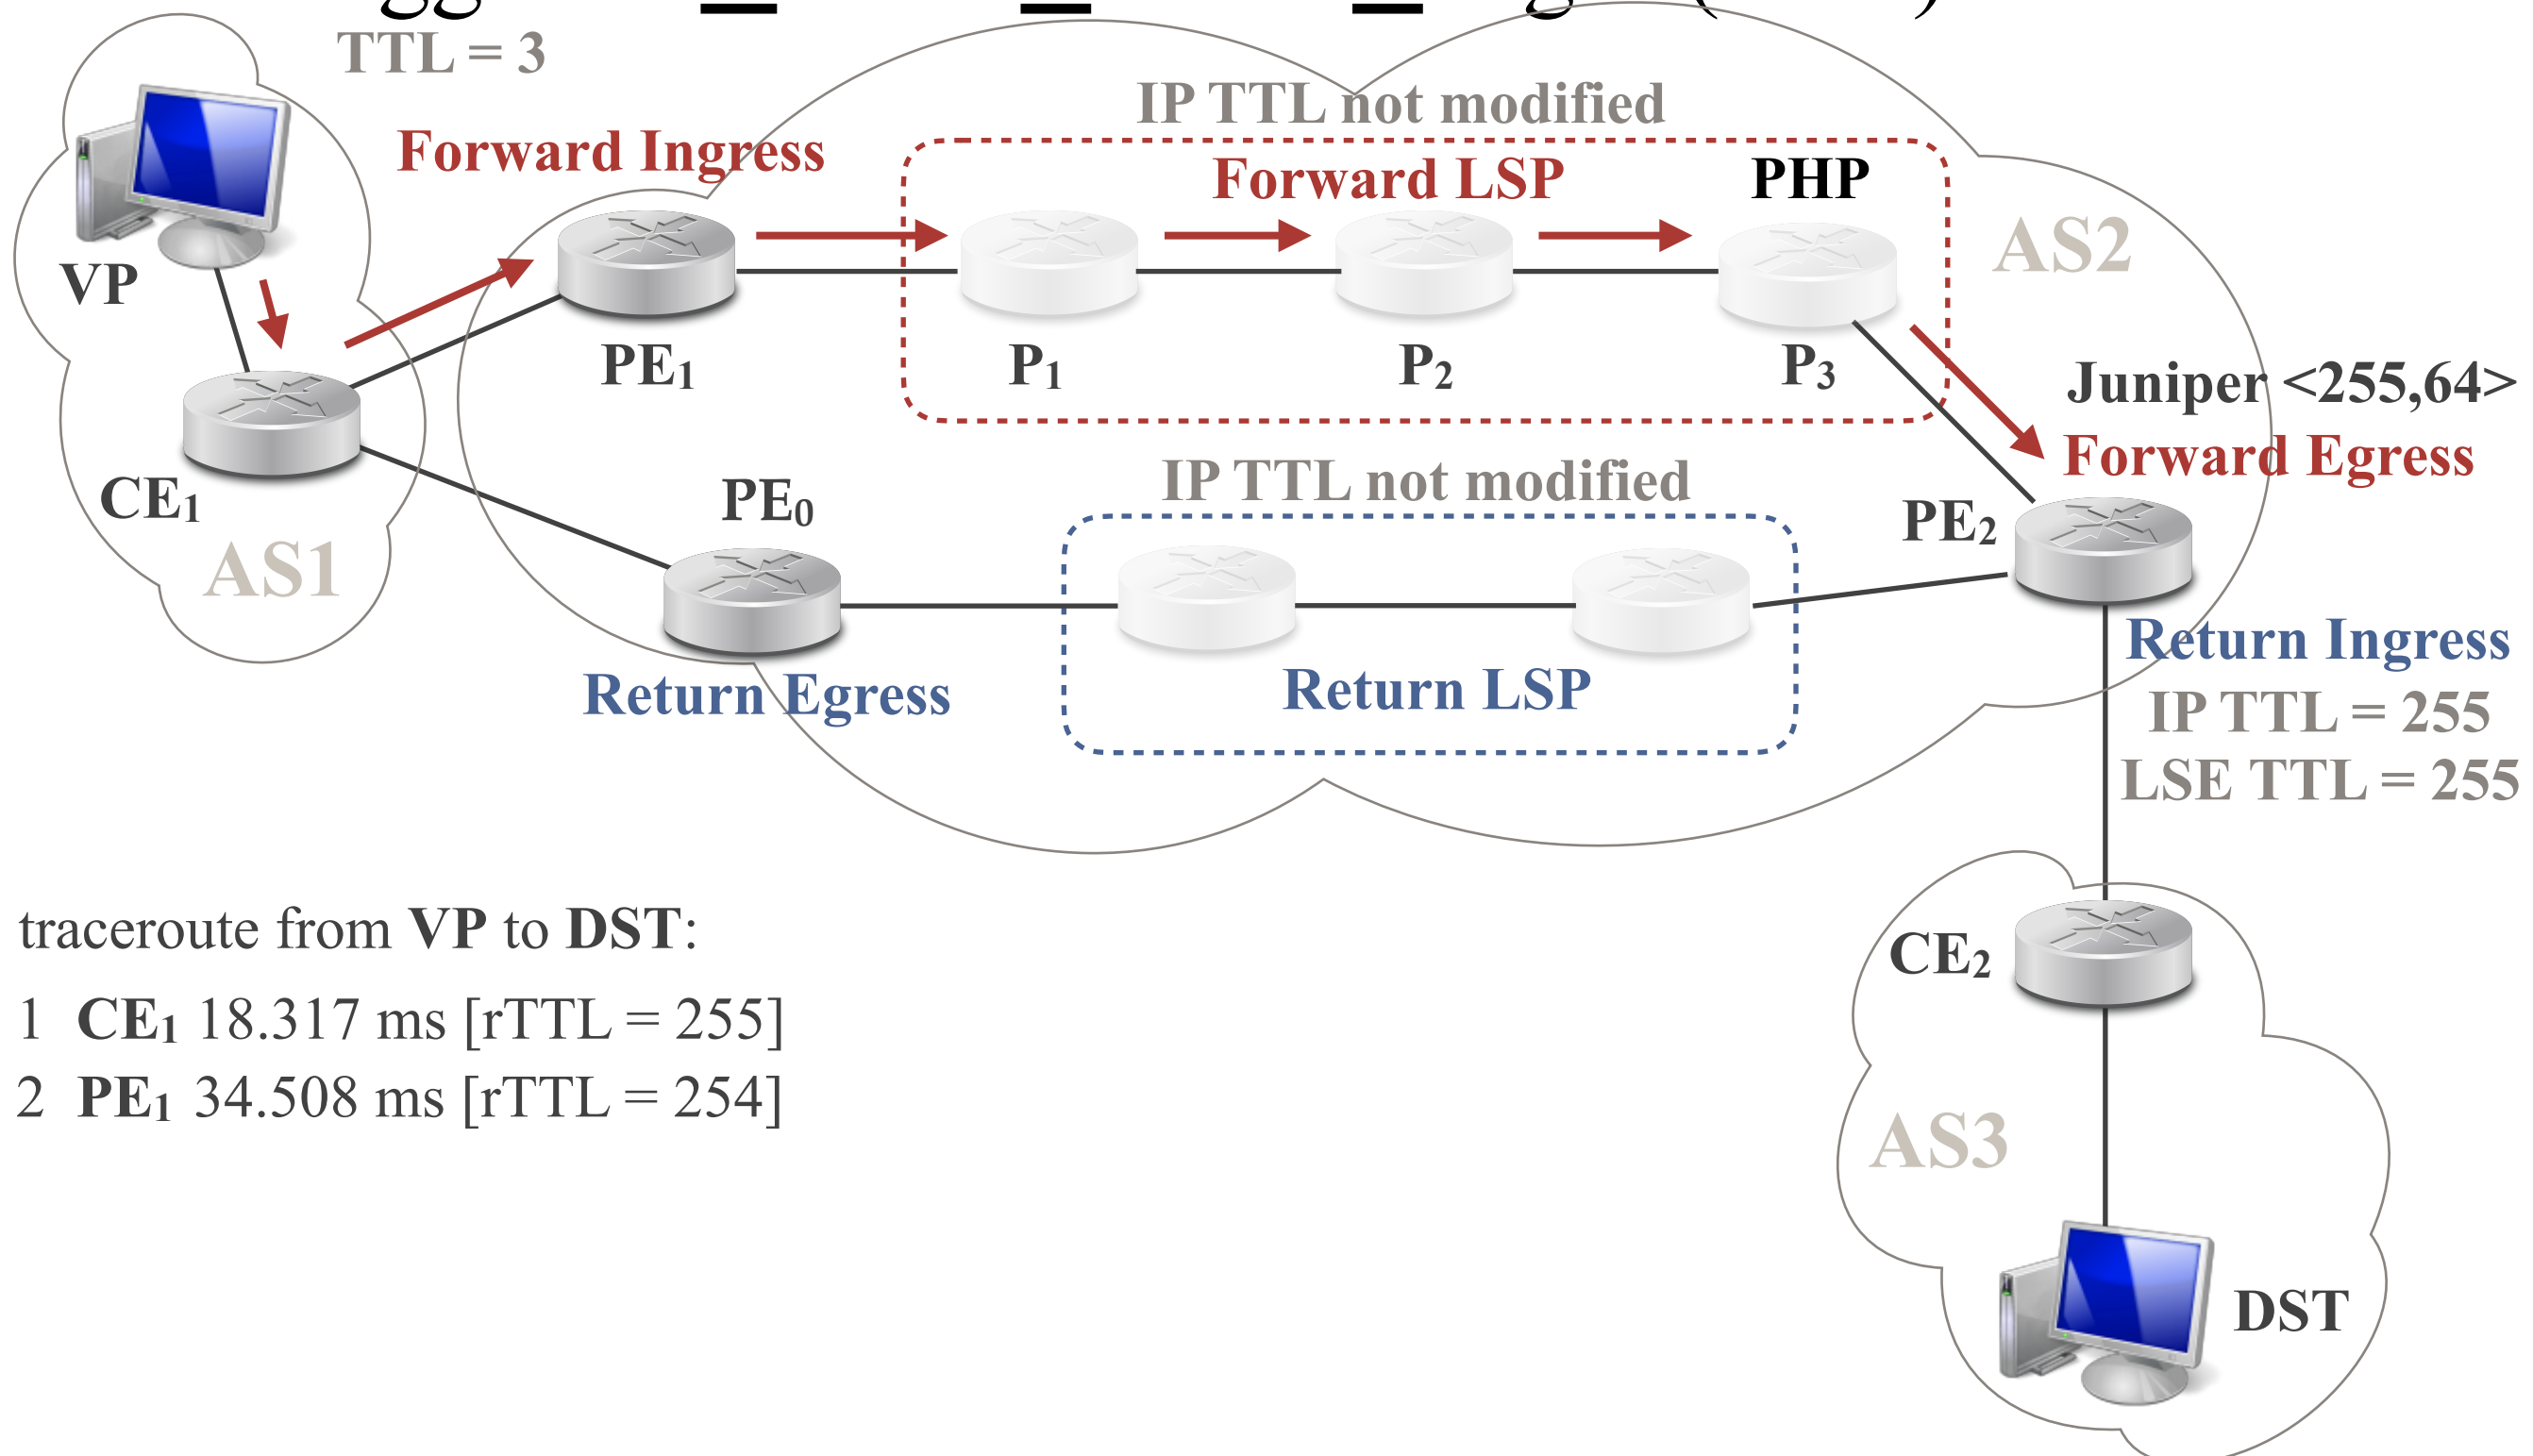 TTL = 3
IP TTL not modified
Forward Ingress
Forward LSP
PHP
AS2
VP
PE1
P1
P2
P3
Juniper <255,64>
Forward Egress
CE1
PE0
IP TTL not modified
PE2
AS1
Return Ingress
Return Egress
Return LSP
IP TTL = 255
LSE TTL = 255
traceroute from VP to DST:
1 CE1 18.317 ms [rTTL = 255]
2 PE1 34.508 ms [rTTL = 254]
CE2
AS3
DST